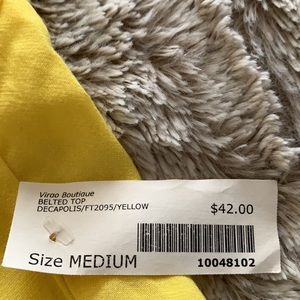 Virgo Boutique
BELTED TOP
DECAPOLIS/FT2095/YELLOW
$42.00
Size MEDIUM
10048102